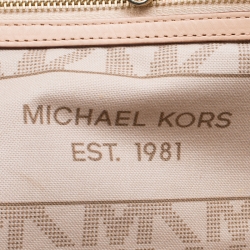 MICHAEL KORS
EST. 1981